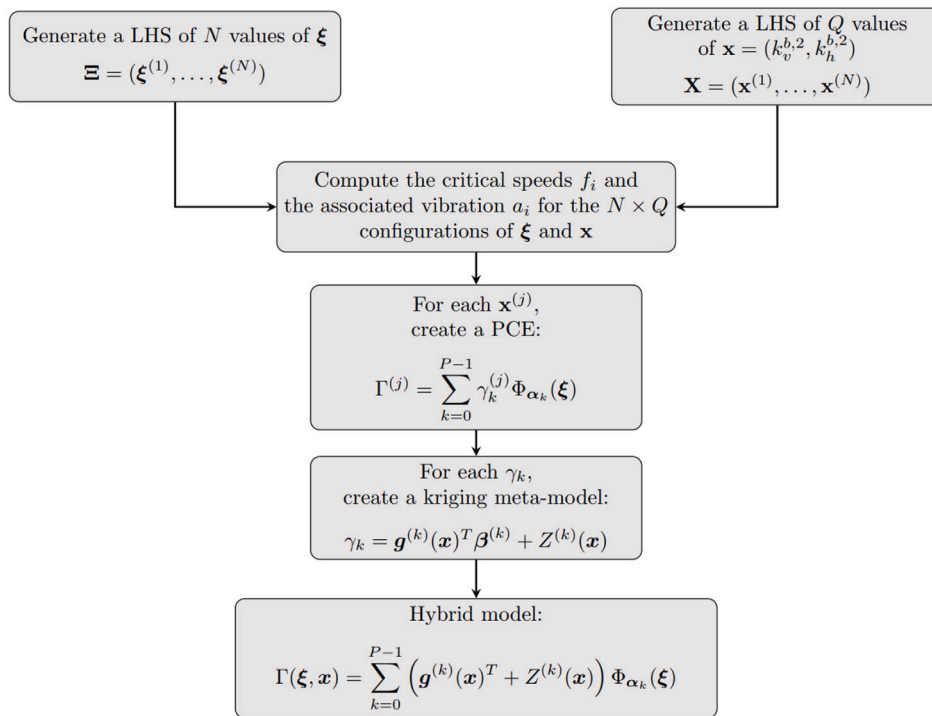 Generate a LHS of N values of ξ
Ξ = (ξ^{(1)}, . . . , ξ^{(N)})
Generate a LHS of Q values
of x = (k_v^{b,2}, k_h^{b,2})
X = (x^{(1)}, . . . , x^{(N)})
Compute the critical speeds f_i and
the associated vibration a_i for the N × Q
configurations of ξ and x
For each x^{(j)},
create a PCE:
Γ^{(j)} = \sum_{k=0}^{P-1} γ_k^{(j)} Φ_{α_k}(ξ)
For each γ_k,
create a kriging meta-model:
γ_k = g^{(k)}(x)^T β^{(k)} + Z^{(k)}(x)
Hybrid model:
Γ(ξ, x) = \sum_{k=0}^{P-1} (g^{(k)}(x)^T + Z^{(k)}(x)) Φ_{α_k}(ξ)